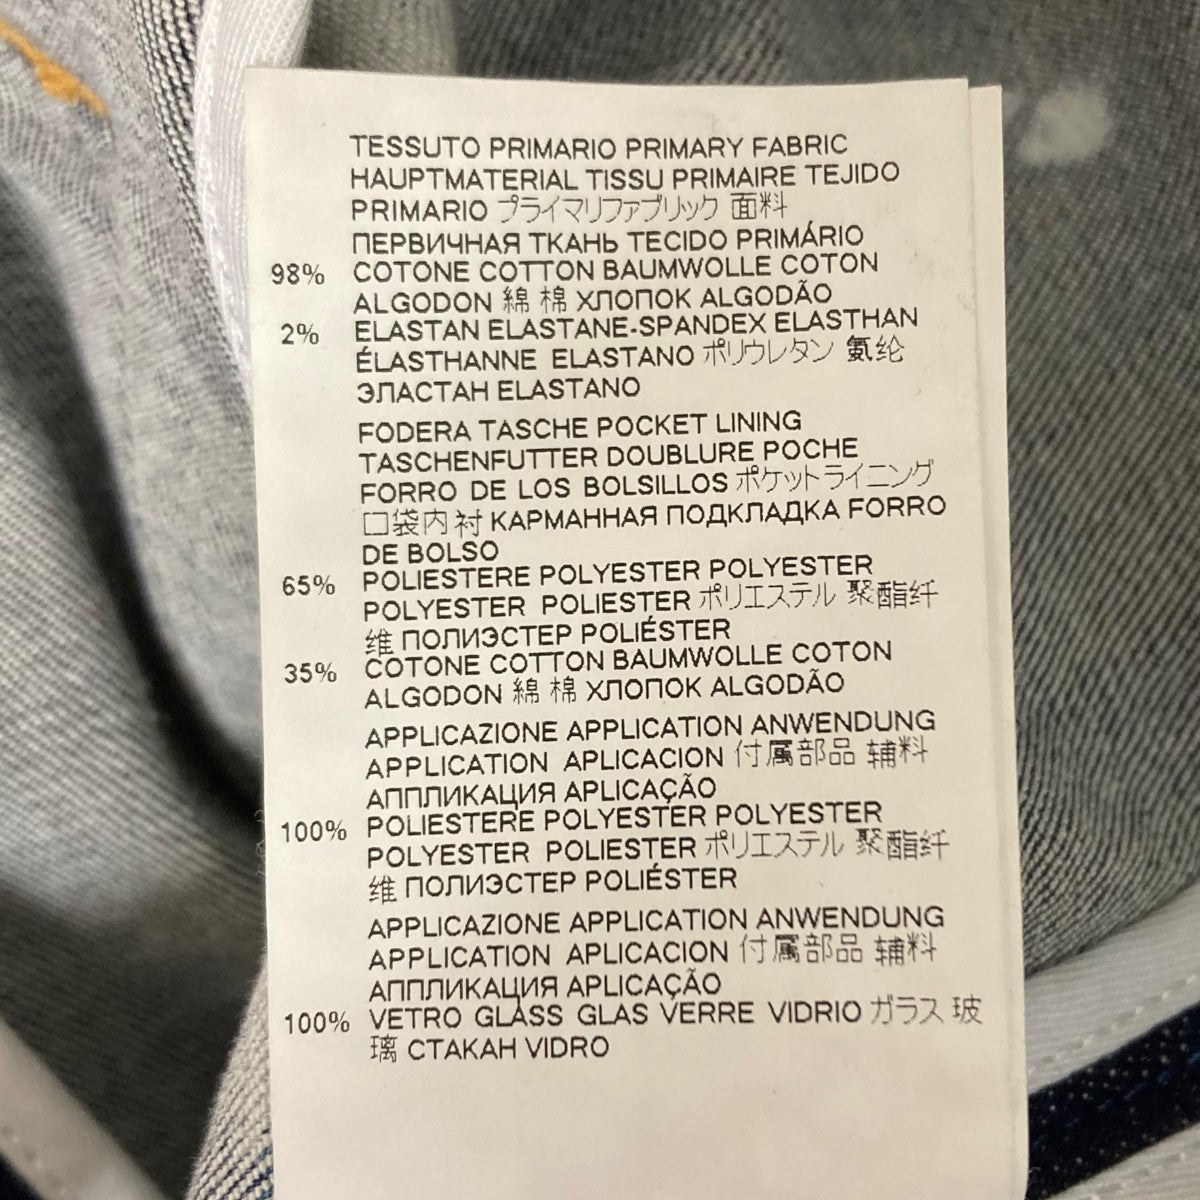 TESSUTO PRIMARIO PRIMARY FABRIC
HAUPTMATERIAL TISSU PRIMAIRE TEJIDO
PRIMARIO プライマリファブリック 面料
ПЕРВИЧНАЯ ТКАНЬ TECIDO PRIMÁRIO
98% COTONE COTTON BAUMWOLLE COTON
ALGODON 綿 棉 ХЛОПОК ALGODÃO
2% ELASTAN ELASTANE-SPANDEX ELASTHAN
ÉLASTHANNE ELASTANO ポリウレタン 氨纶
ЭЛАСТАН ELASTANO
FODERA TASCHE POCKET LINING
TASCHENFUTTER DOUBLURE POCHE
FORRO DE LOS BOLSILLOS ポケットライニング
口袋内衬 КАРМАННАЯ ПОДКЛАДКА FORRO
DE BOLSO
65% POLIESTERE POLYESTER POLYESTER
POLYESTER POLIESTER ポリエステル 聚酯纤
维 ПОЛИЭСТЕР POLIÉSTER
35% COTONE COTTON BAUMWOLLE COTON
ALGODON 綿 棉 ХЛОПОК ALGODÃO
APPLICAZIONE APPLICATION ANWENDUNG
APPLICATION APLICACION 付属部品 辅料
АППЛИКАЦИЯ APLICAÇÃO
100% POLIESTERE POLYESTER POLYESTER
POLYESTER POLIESTER ポリエステル 聚酯纤
维 ПОЛИЭСТЕР POLIÉSTER
APPLICAZIONE APPLICATION ANWENDUNG
APPLICATION APLICACION 付属部品 辅料
АППЛИКАЦИЯ APLICAÇÃO
100% VETRO GLASS GLAS VERRE VIDRIO ガラス 玻
璃 СТАКАН VIDRO